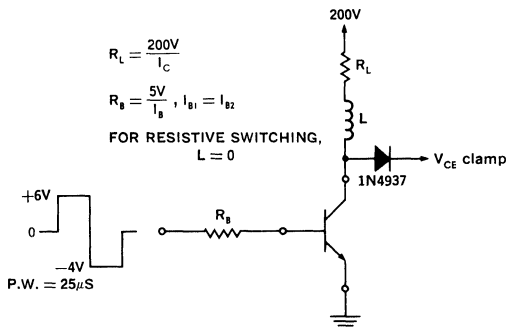 200V
R_L = 200V / I_C
R_L
R_B = 5V / I_B , I_B1 = I_B2
L
FOR RESISTIVE SWITCHING,
L = 0
1N4937
V_CE clamp
+6V
0
R_B
−4V
P.W. = 25μS